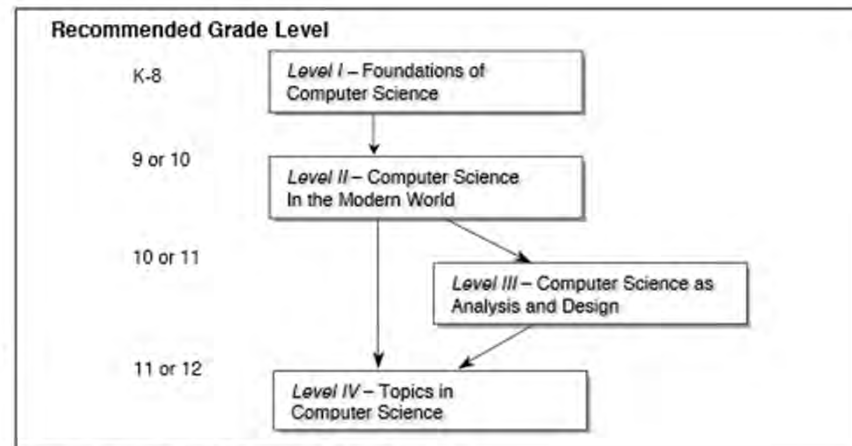 Recommended Grade Level
K-8
Level I – Foundations of
Computer Science
9 or 10
Level II – Computer Science
In the Modern World
10 or 11
Level III – Computer Science as
Analysis and Design
11 or 12
Level IV – Topics in
Computer Science